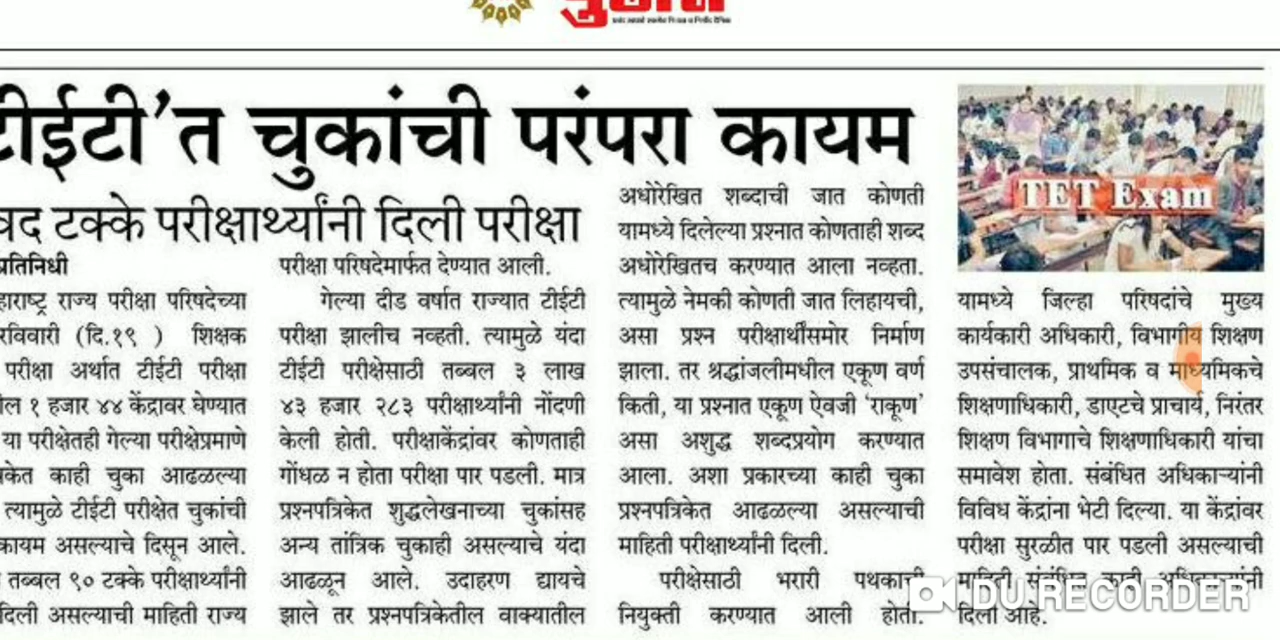 टीईटी'त चुकांची परंपरा कायम
टक्के परीक्षार्थ्यांनी दिली परीक्षा
प्रतिनिधी
राज्य परीक्षा परिषदेच्या
रविवारी (दि.१९ ) शिक्षक
परीक्षा अर्थात टीईटी परीक्षा
१ हजार ४४ केंद्रावर घेण्यात
या परीक्षेतही गेल्या परीक्षेप्रमाणे
काही चुका आढळल्या
त्यामुळे टीईटी परीक्षेत चुकांची
कायम असल्याचे दिसून आले.
तब्बल ९० टक्के परीक्षार्थ्यांनी
दिली असल्याची माहिती राज्य
परीक्षा परिषदेमार्फत देण्यात आली.
गेल्या दीड वर्षात राज्यात टीईटी
परीक्षा झालीच नव्हती. त्यामुळे यंदा
टीईटी परीक्षेसाठी तब्बल ३ लाख
४३ हजार २८३ परीक्षार्थ्यांनी नोंदणी
केली होती. परीक्षाकेंद्रांवर कोणताही
गोंधळ न होता परीक्षा पार पडली. मात्र
प्रश्नपत्रिकेत शुद्धलेखनाच्या चुकांसह
अन्य तांत्रिक चुकाही असल्याचे यंदा
आढळून आले. उदाहरण द्यायचे
झाले तर प्रश्नपत्रिकेतील वाक्यातील
अधोरेखित शब्दाची जात कोणती
यामध्ये दिलेल्या प्रश्नात कोणताही शब्द
अधोरेखितच करण्यात आला नव्हता.
त्यामुळे नेमकी कोणती जात लिहायची,
असा प्रश्न परीक्षार्थींसमोर निर्माण
झाला. तर श्रद्धांजलीमधील एकूण वर्ण
किती, या प्रश्नात एकूण ऐवजी 'राकूण'
असा अशुद्ध शब्दप्रयोग करण्यात
आला. अशा प्रकारच्या काही चुका
प्रश्नपत्रिकेत आढळल्या असल्याची
माहिती परीक्षार्थ्यांनी दिली.
परीक्षेसाठी भरारी पथकाची
नियुक्ती करण्यात आली होती.
TET Exam
यामध्ये जिल्हा परिषदांचे मुख्य
कार्यकारी अधिकारी, विभागीय शिक्षण
उपसंचालक, प्राथमिक व माध्यमिकचे
शिक्षणाधिकारी, डाएटचे प्राचार्य, निरंतर
शिक्षण विभागाचे शिक्षणाधिकारी यांचा
समावेश होता. संबंधित अधिकाऱ्यांनी
विविध केंद्रांना भेटी दिल्या. या केंद्रांवर
परीक्षा सुरळीत पार पडली असल्याची
माहिती संबंधित काही अधिकाऱ्यांनी
दिली आहे.
DU RECORDER